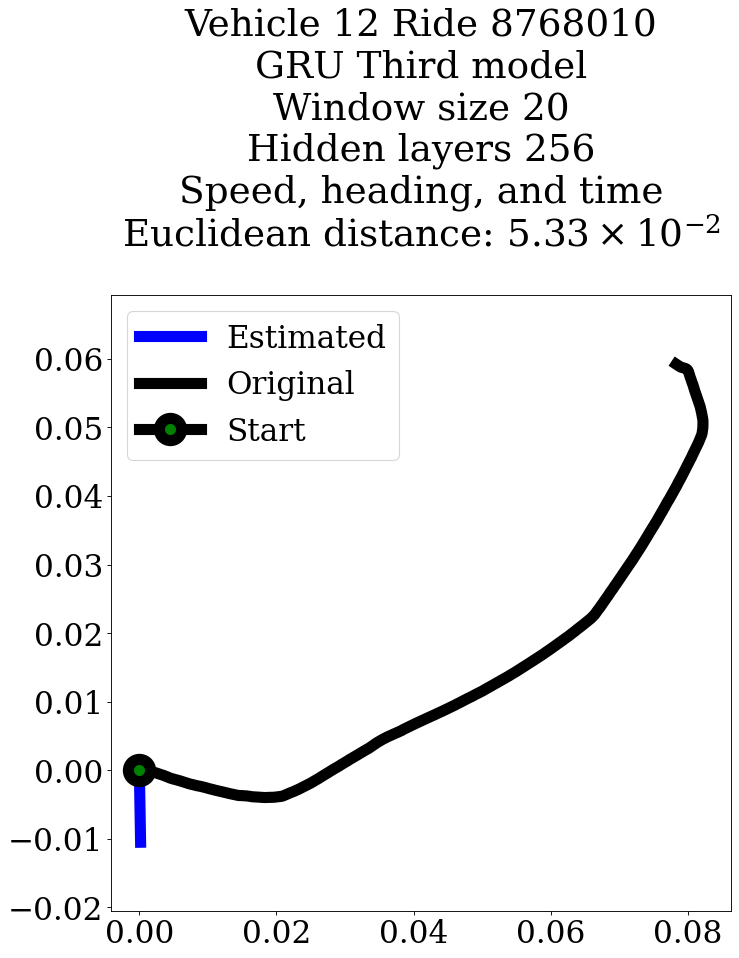 Vehicle 12 Ride 8768010
GRU Third model
Window size 20
Hidden layers 256
Speed, heading, and time
Euclidean distance: 5.33 × 10⁻²
Estimated
Original
Start
0.06
0.05
0.04
0.03
0.02
0.01
0.00
−0.01
−0.02
0.00 0.02 0.04 0.06 0.08